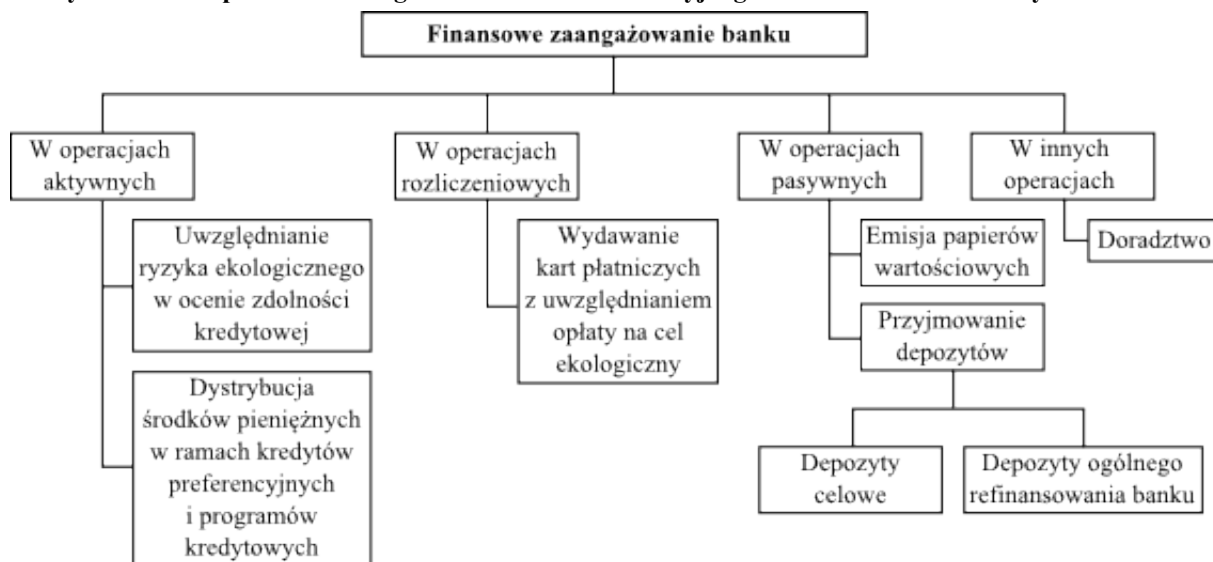 Finansowe zaangażowanie banku
W operacjach
aktywnych
W operacjach
rozliczeniowych
W operacjach
pasywnych
W innych
operacjach
Uwzględnianie
ryzyka ekologicznego
w ocenie zdolności
kredytowej
Dystrybucja
środków pieniężnych
w ramach kredytów
preferencyjnych
i programów
kredytowych
Wydawanie
kart płatniczych
z uwzględnianiem
opłaty na cel
ekologiczny
Emisja papierów
wartościowych
Przyjmowanie
depozytów
Depozyty
celowe
Depozyty ogólnego
refinansowania banku
Doradztwo